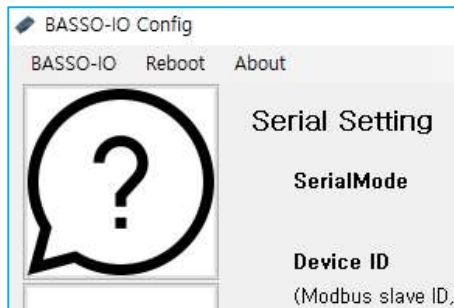 BASSO-IO Config
BASSO-IO Reboot About
?
Serial Setting
SerialMode
Device ID
(Modbus slave ID,